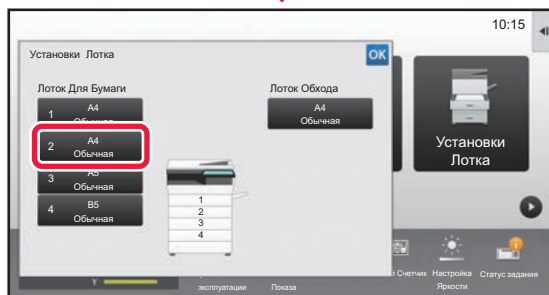 10:15
Установки Лотка
OK
Лоток Для Бумаги
Лоток Обхода
1 A4
Обычная
2 A4
Обычная
3 A5
Обычная
4 B5
Обычная
A4
Обычная
1
2
3
4
Установки
Лотка
Счетчик
Настройка
Яркости
Статус задания
Y
эксплуатации
Показа